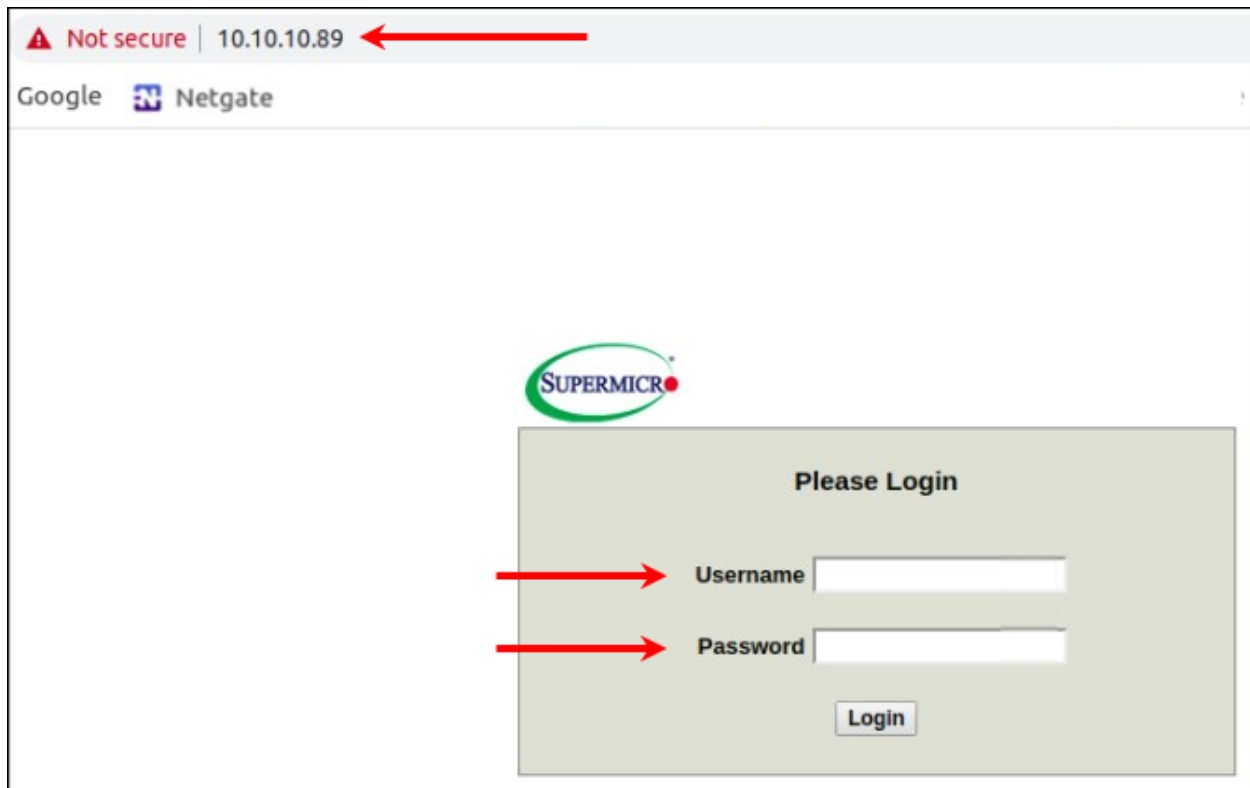 Not secure | 10.10.10.89
Google Netgate
SUPERMICRO
Please Login
Username
Password
Login